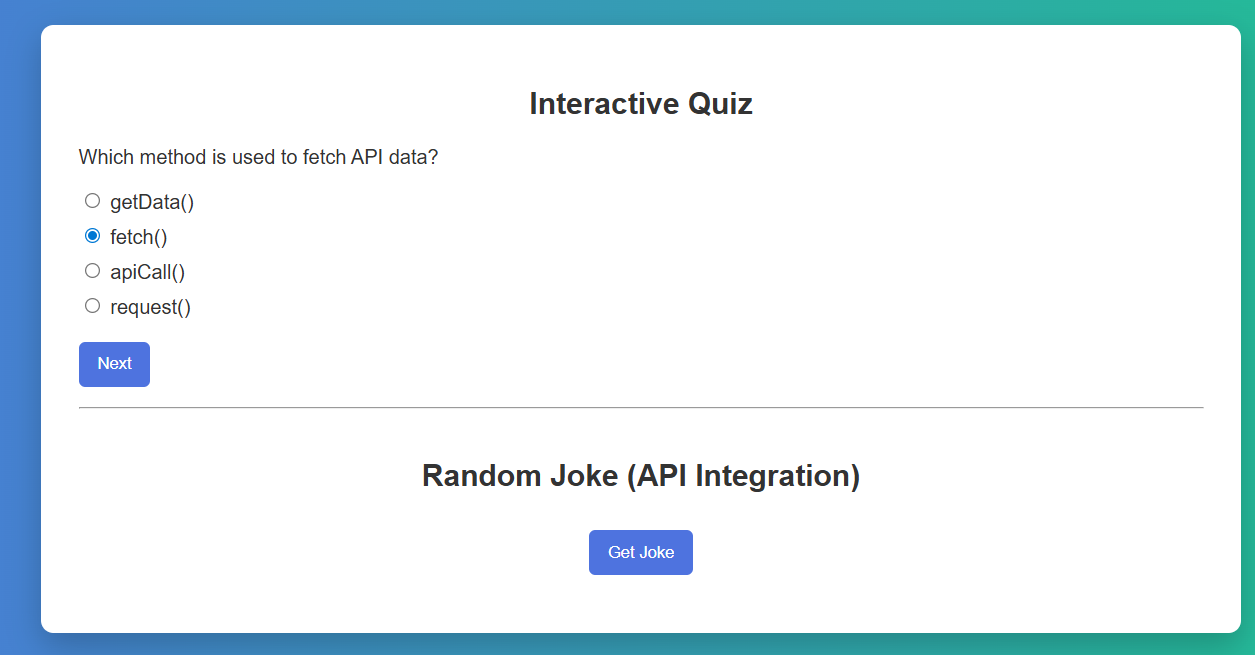 Interactive Quiz
Which method is used to fetch API data?
getData()
fetch()
apiCall()
request()
Next
Random Joke (API Integration)
Get Joke